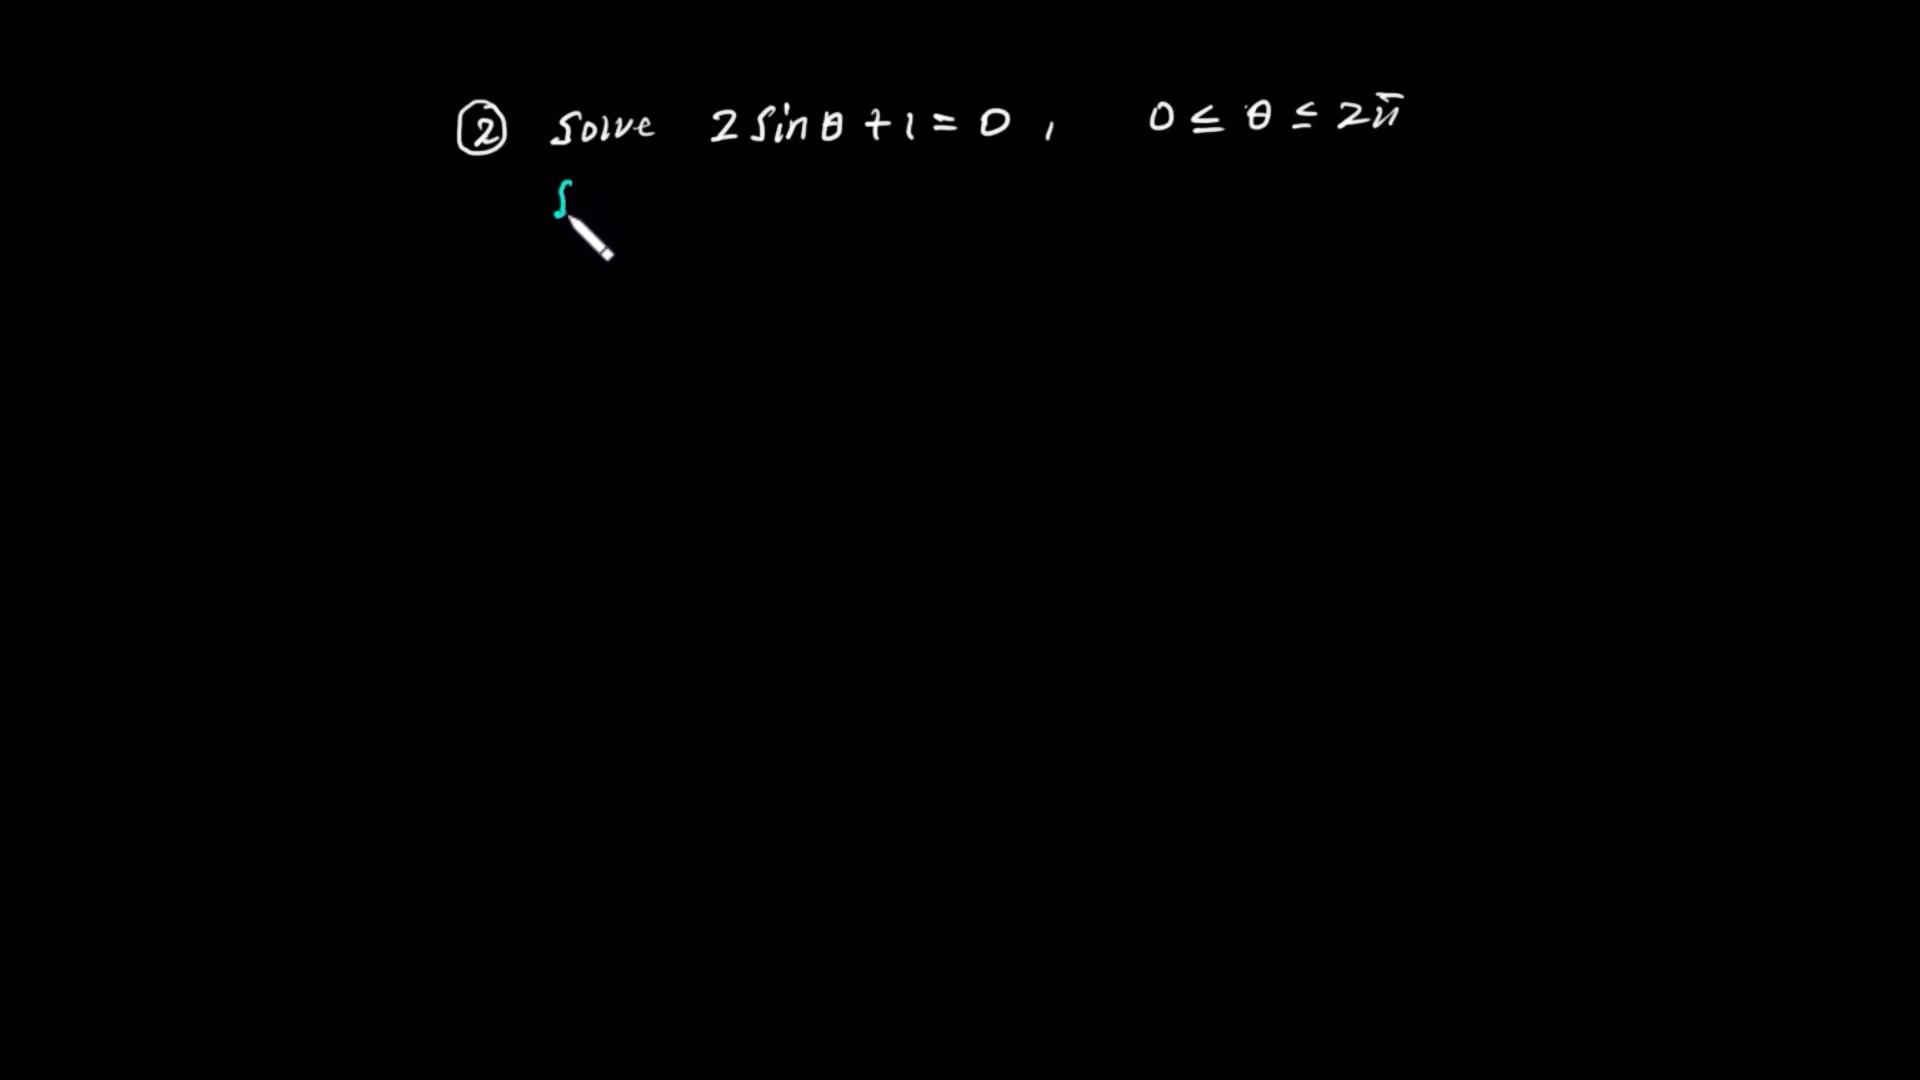 ② Solve 2 sin θ + 1 = 0 , 0 ≤ θ ≤ 2π
S